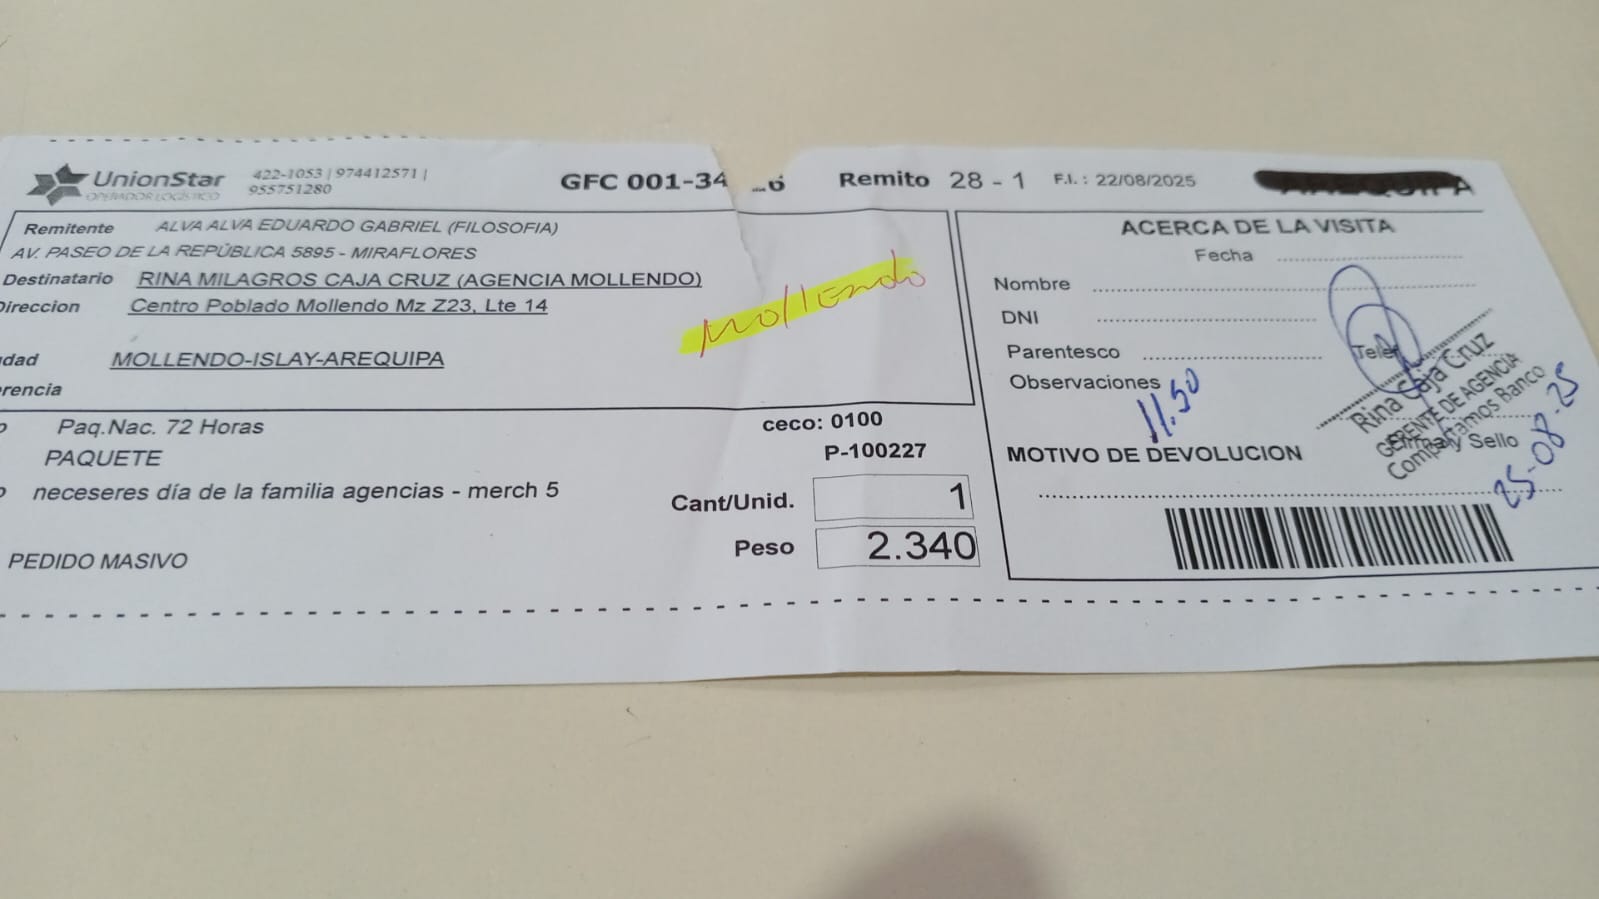 UnionStar
OPERADOR LOGÍSTICO
422-1053 | 974412571 |
955751280
GFC 001-34
Remito 28 - 1
F.I. : 22/08/2025
Remitente ALVA ALVA EDUARDO GABRIEL (FILOSOFIA)
AV. PASEO DE LA REPÚBLICA 5895 - MIRAFLORES
Destinatario RINA MILAGROS CAJA CRUZ (AGENCIA MOLLENDO)
Direccion Centro Poblado Mollendo Mz Z23, Lte 14
dad MOLLENDO-ISLAY-AREQUIPA
rencia
Mollendo
Paq.Nac. 72 Horas
PAQUETE
neceseres día de la familia agencias - merch 5
PEDIDO MASIVO
ceco: 0100
P-100227
Cant/Unid. 1
Peso 2.340
ACERCA DE LA VISITA
Fecha
Nombre
DNI
Parentesco
Observaciones
11.50
MOTIVO DE DEVOLUCION
Rina Caja Cruz
GERENTE DE AGENCIA
Compartamos Banco
y Sello
25-08-25